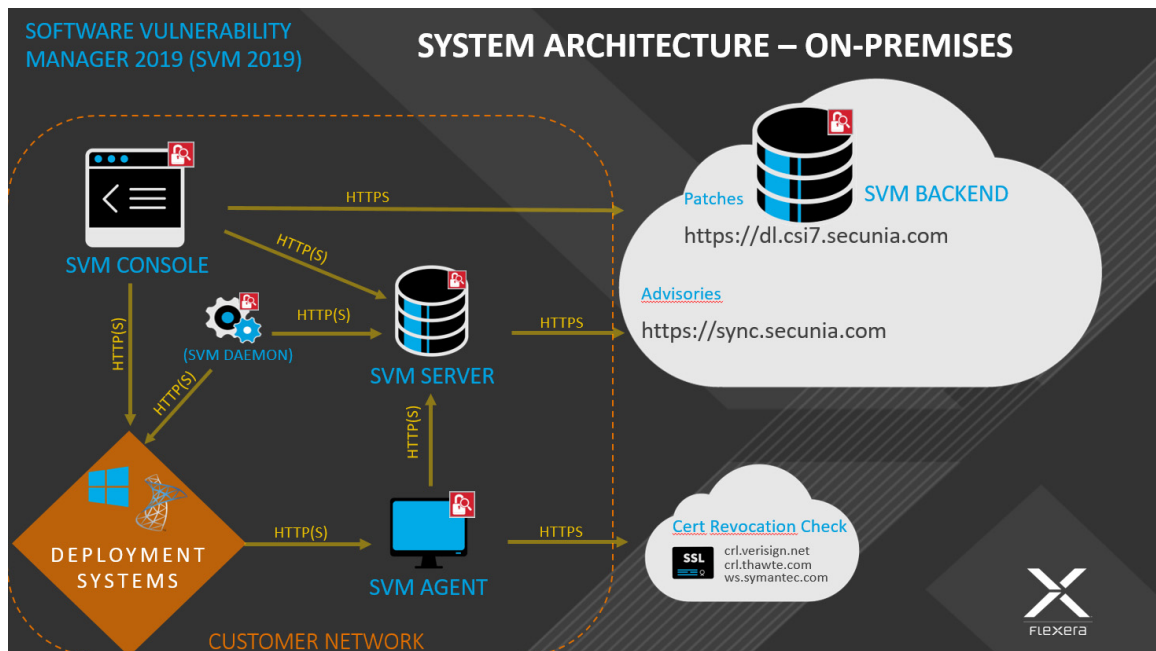 SOFTWARE VULNERABILITY
MANAGER 2019 (SVM 2019)
SYSTEM ARCHITECTURE – ON-PREMISES
HTTPS
Patches
SVM BACKEND
https://dl.csi7.secunia.com
SVM CONSOLE
HTTP(S)
Advisories
https://sync.secunia.com
HTTP(S)
HTTP(S)
HTTPS
(SVM DAEMON)
SVM SERVER
HTTP(S)
HTTP(S)
DEPLOYMENT
SYSTEMS
HTTP(S)
SVM AGENT
HTTPS
Cert Revocation Check
SSL
crl.verisign.net
crl.thawte.com
ws.symantec.com
CUSTOMER NETWORK
FLEXERA